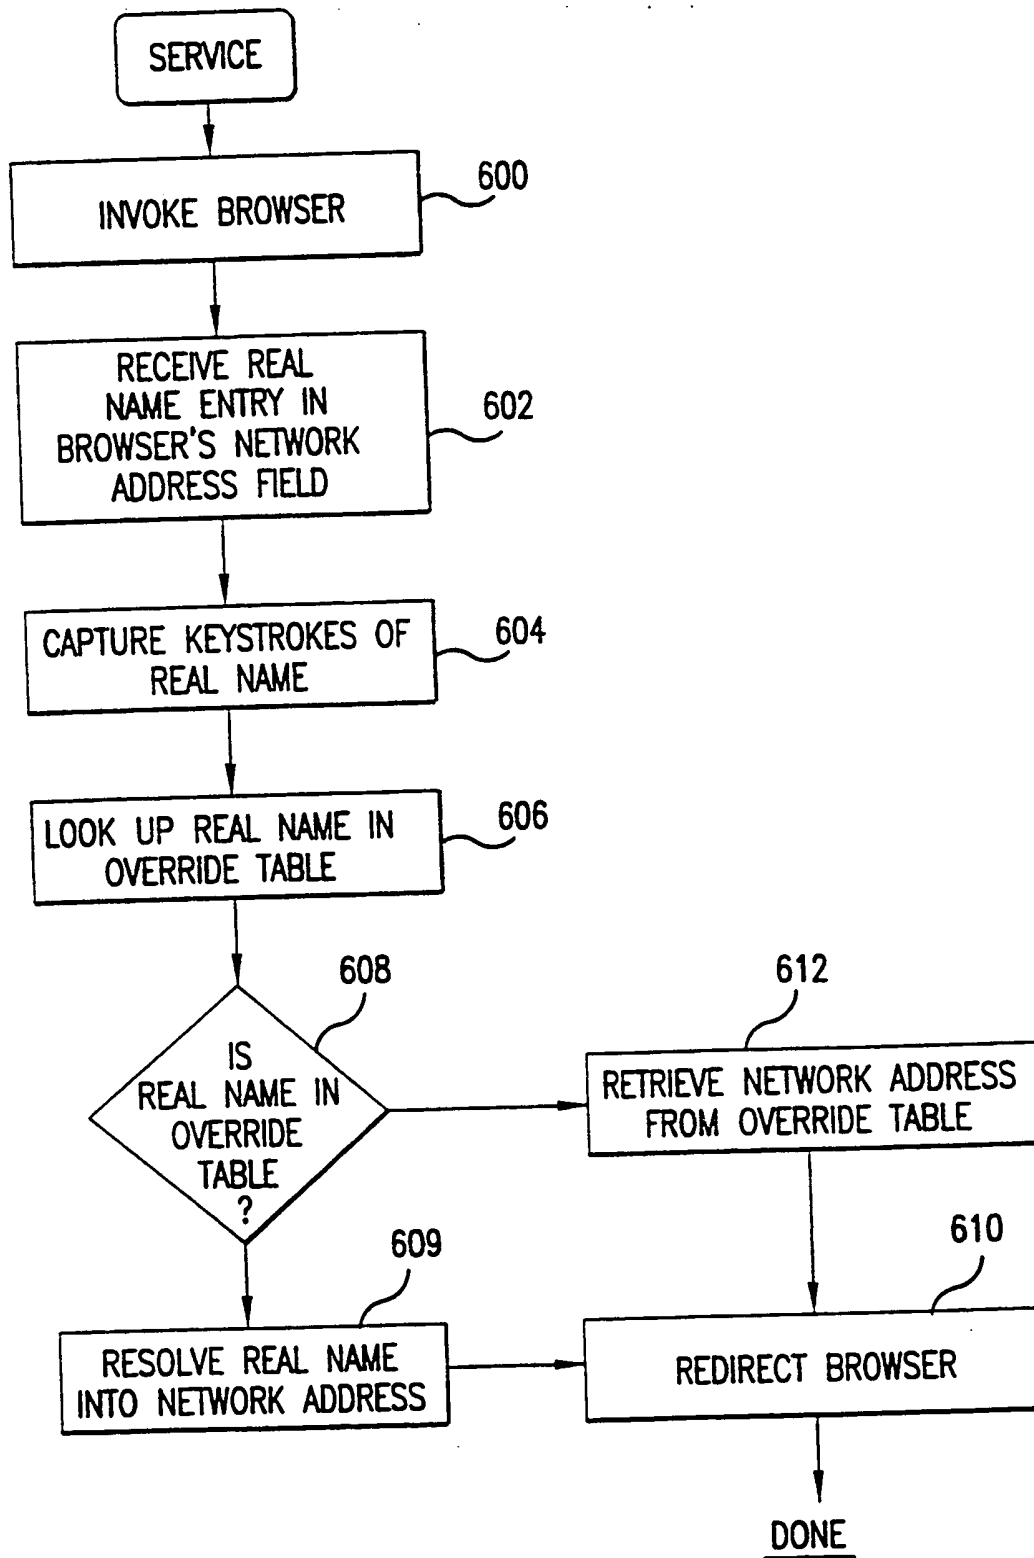 SERVICE
INVOKE BROWSER
600
RECEIVE REAL
NAME ENTRY IN
BROWSER'S NETWORK
ADDRESS FIELD
602
CAPTURE KEYSTROKES OF
REAL NAME
604
LOOK UP REAL NAME IN
OVERRIDE TABLE
606
608
IS
REAL NAME IN
OVERRIDE
TABLE
?
612
RETRIEVE NETWORK ADDRESS
FROM OVERRIDE TABLE
609
RESOLVE REAL NAME
INTO NETWORK ADDRESS
610
REDIRECT BROWSER
DONE